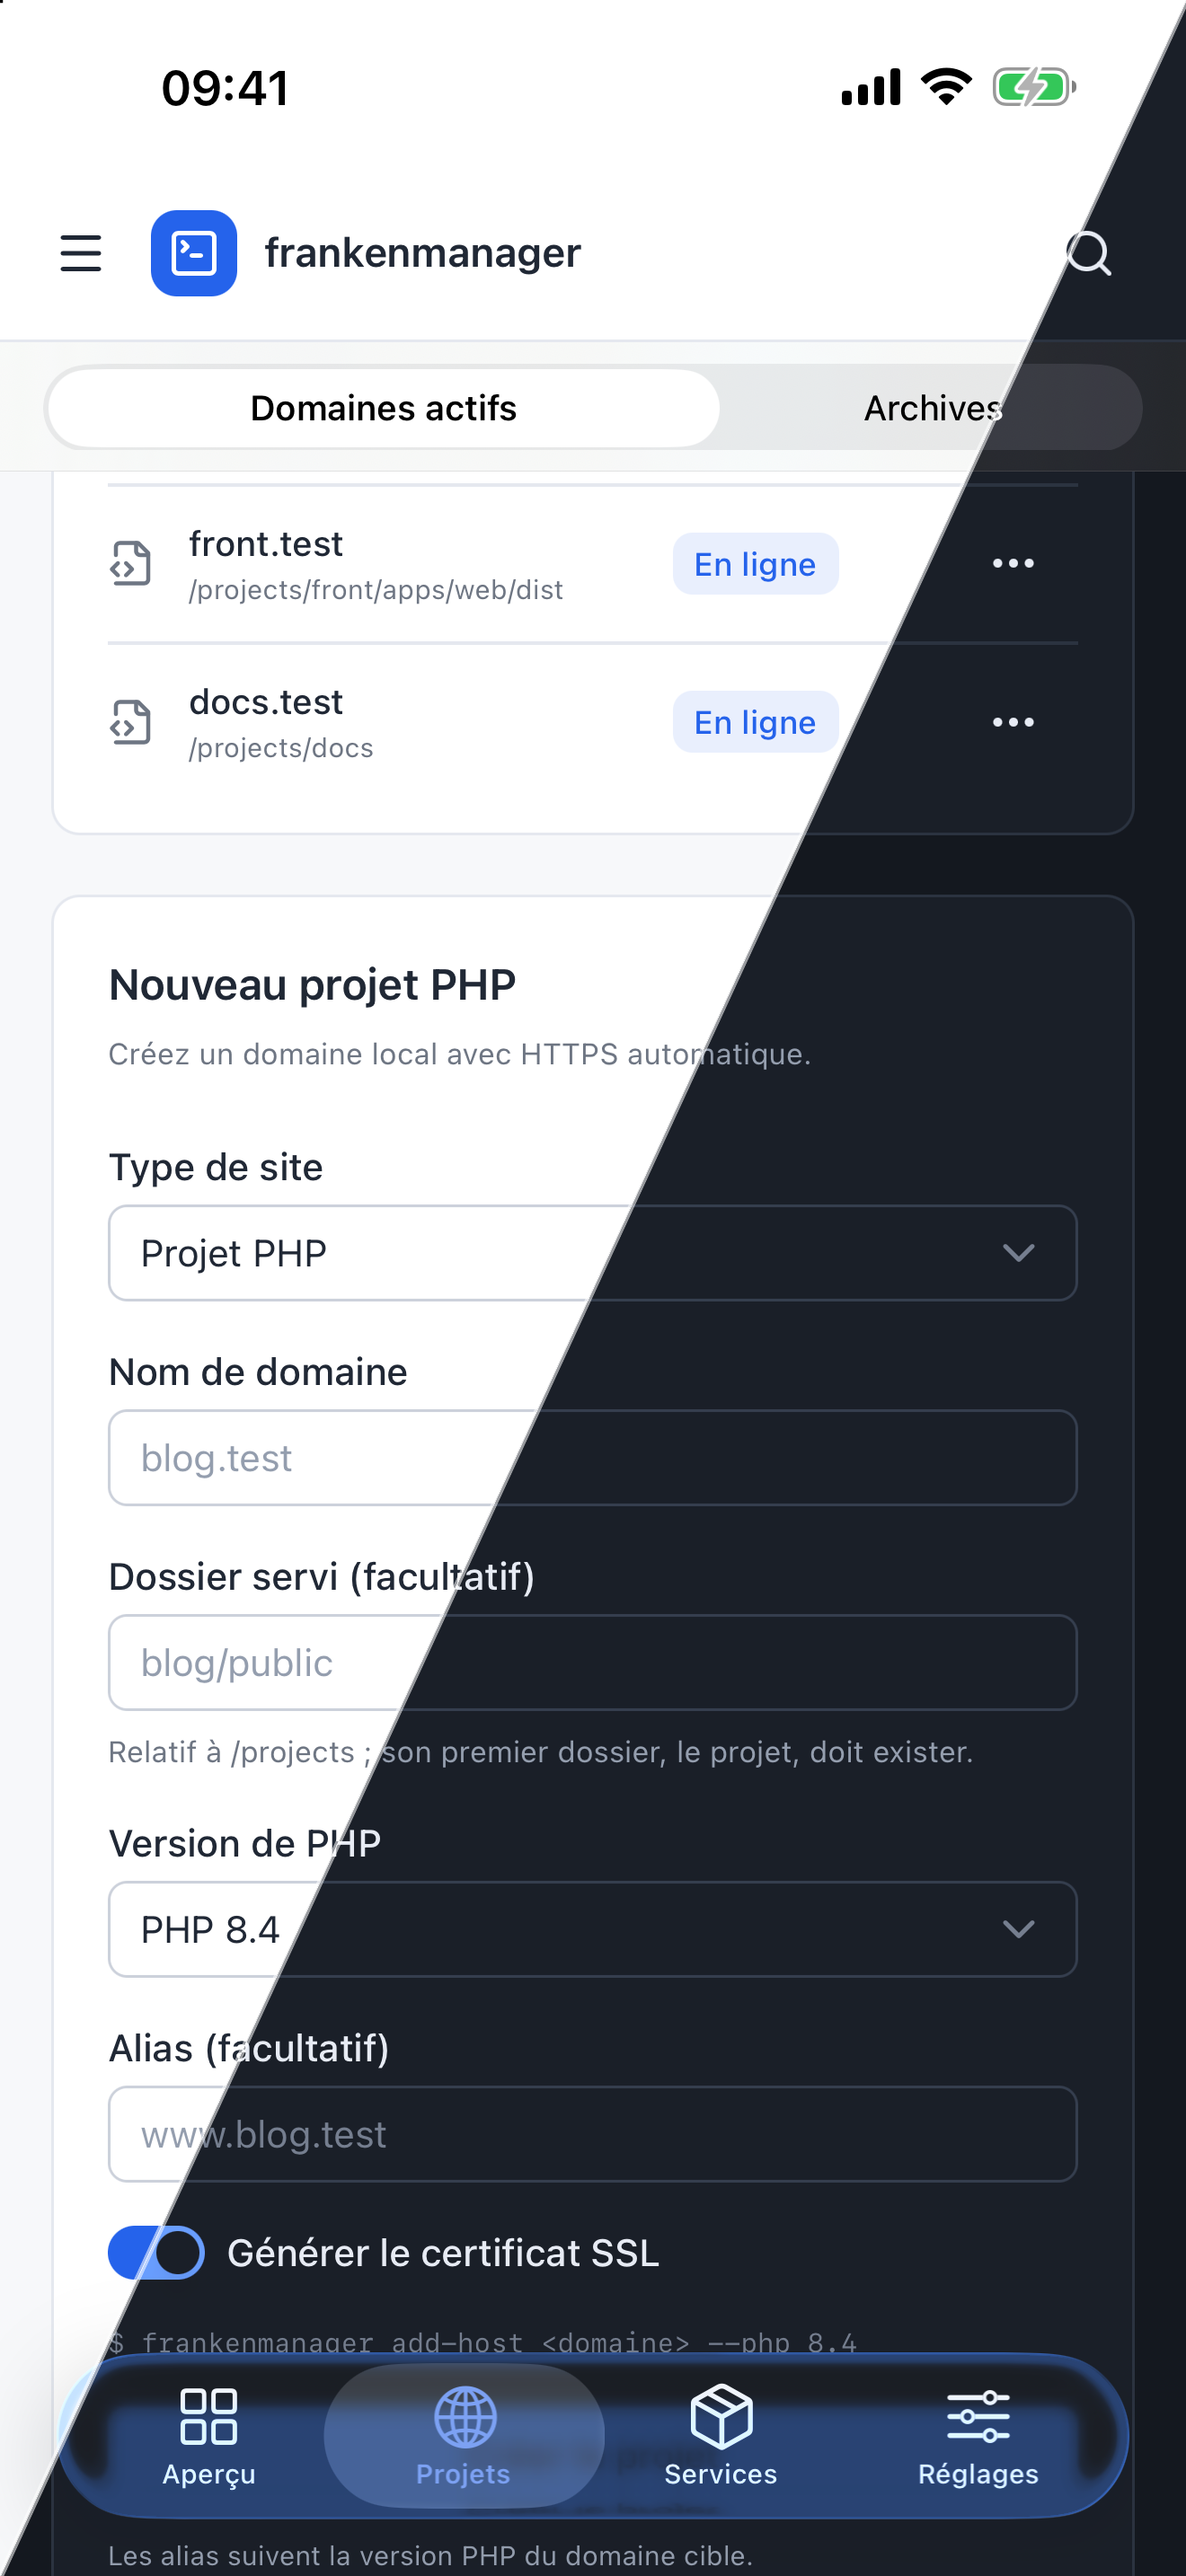 09:41
frankenmanager
Domaines actifs
Archives
front.test
/projects/front/apps/web/dist
En ligne
docs.test
/projects/docs
En ligne
Nouveau projet PHP
Créez un domaine local avec HTTPS automatique.
Type de site
Projet PHP
Nom de domaine
blog.test
Dossier servi (facultatif)
blog/public
Relatif à /projects ; son premier dossier, le projet, doit exister.
Version de PHP
PHP 8.4
Alias (facultatif)
www.blog.test
Générer le certificat SSL
$ frankenmanager add-host <domaine> --php 8.4
Aperçu
Projets
Services
Réglages
Les alias suivent la version PHP du domaine cible.